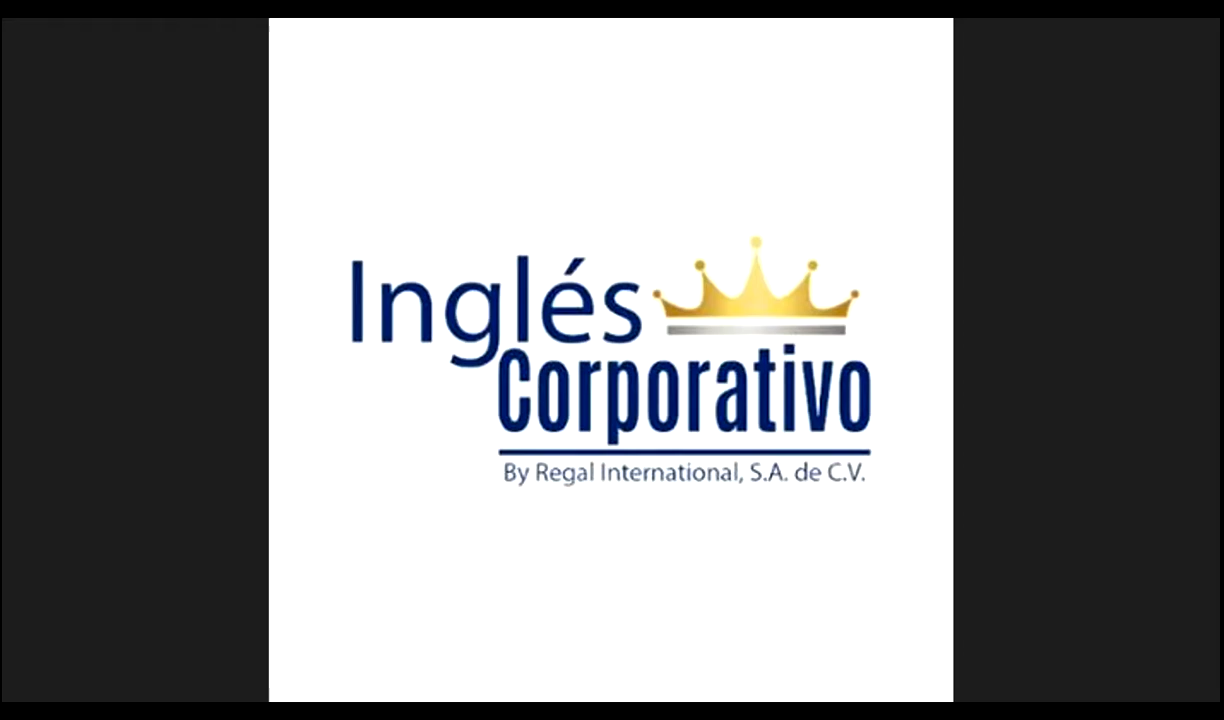 Inglés
Corporativo
By Regal International, S.A. de C.V.